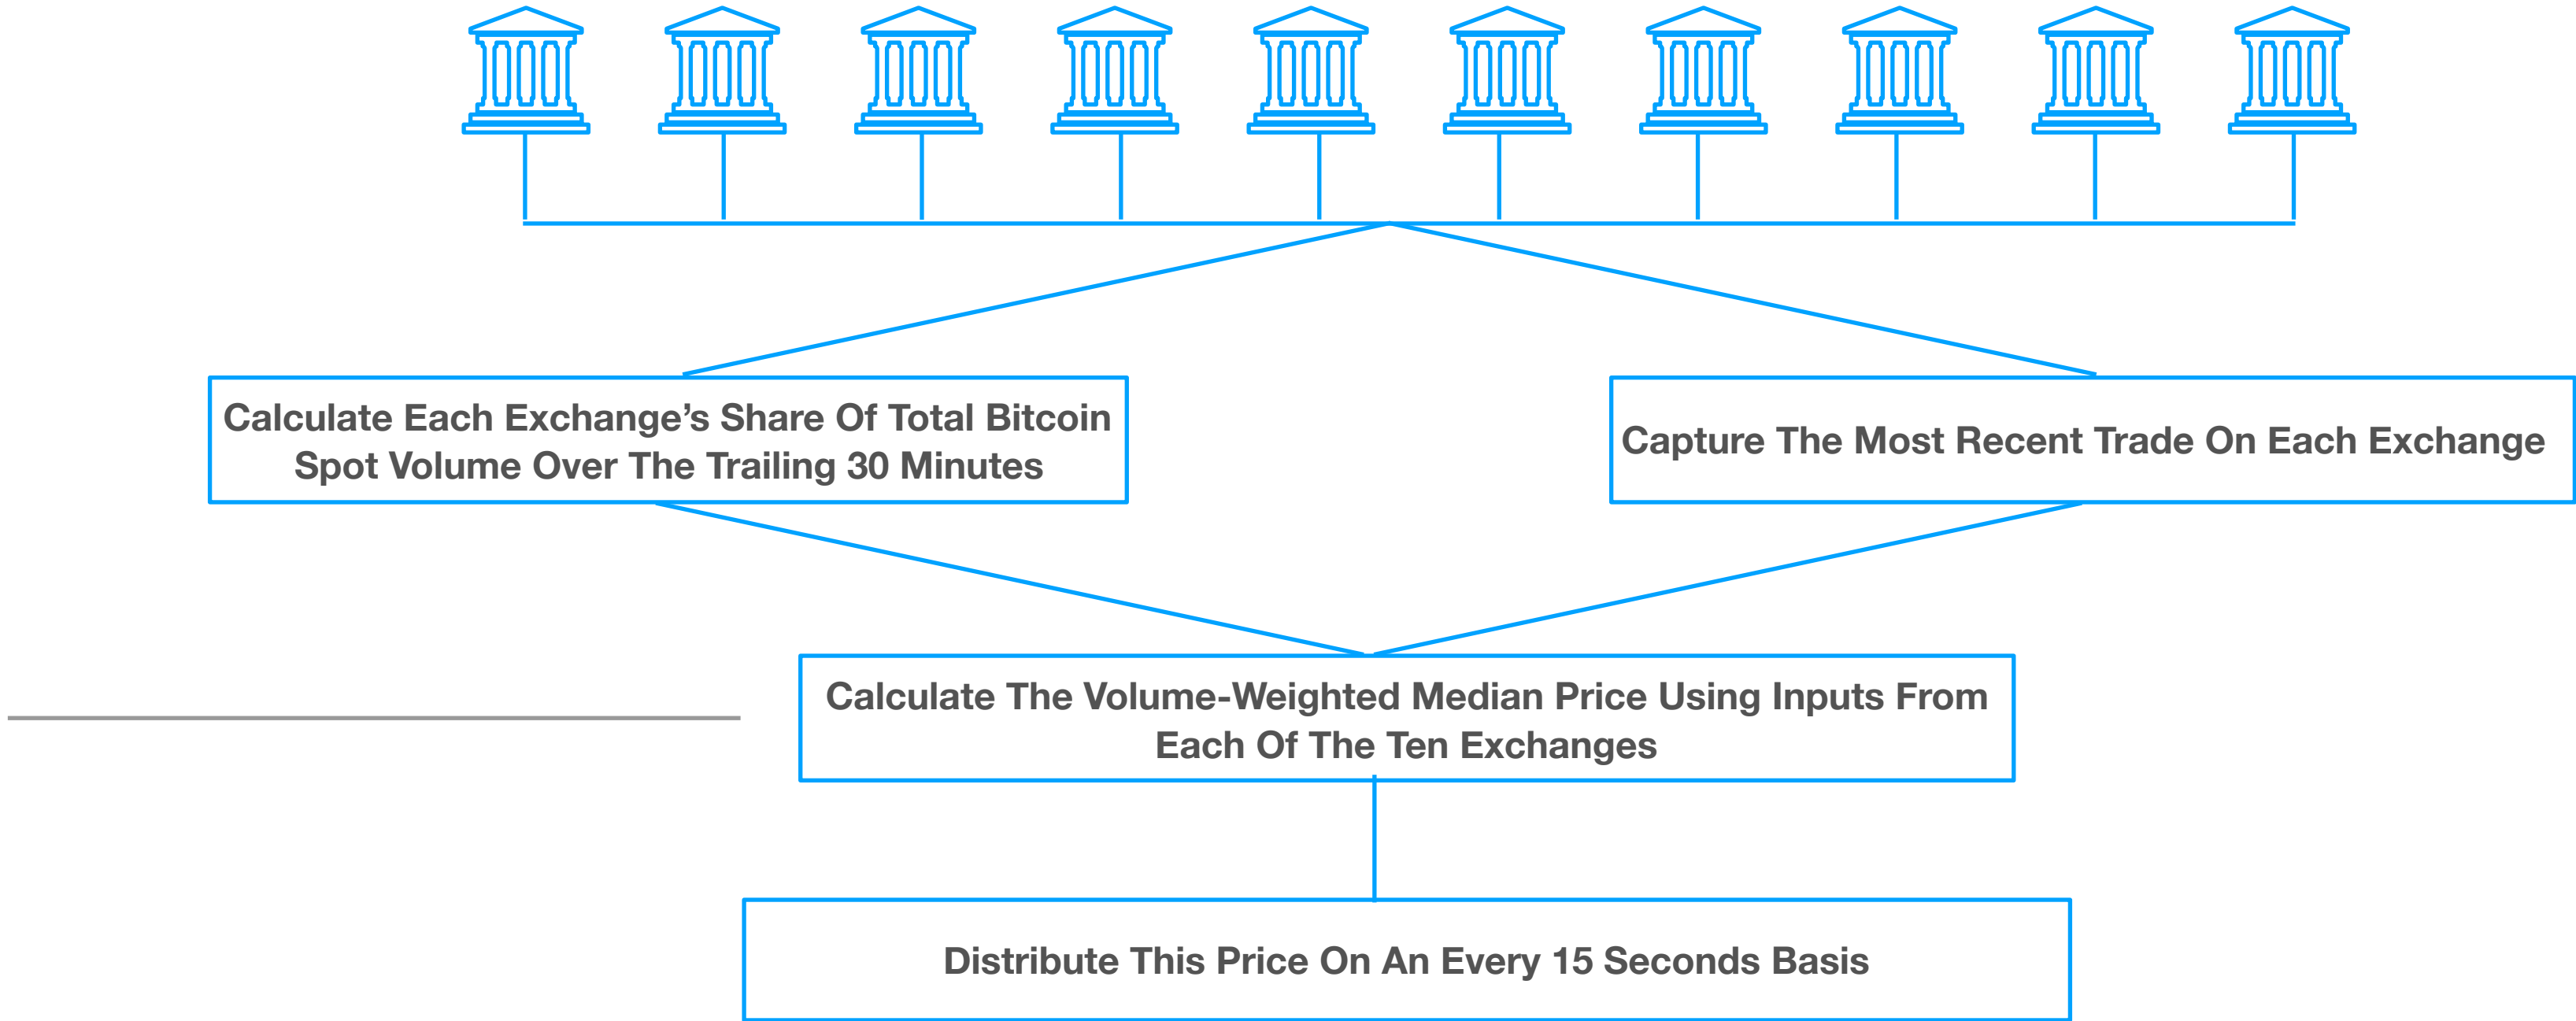 Calculate Each Exchange’s Share Of Total Bitcoin
Spot Volume Over The Trailing 30 Minutes
Capture The Most Recent Trade On Each Exchange
Calculate The Volume-Weighted Median Price Using Inputs From
Each Of The Ten Exchanges
Distribute This Price On An Every 15 Seconds Basis